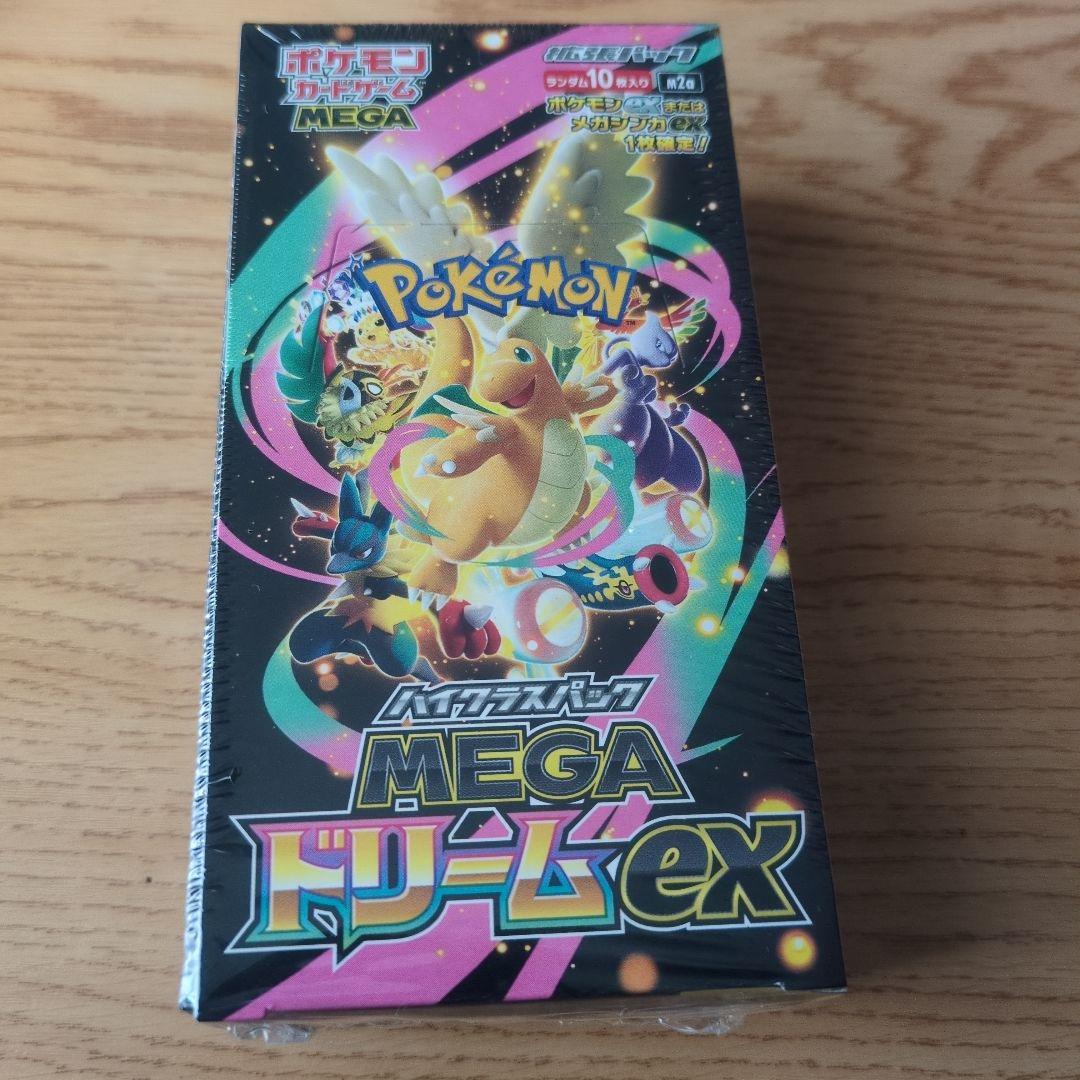 ポケモン
カードゲーム
MEGA
拡張パック
ランダム10枚入り
m2a
ポケモンexまたは
メガシンカex
1枚確定！
POKéMON
TM
ハイクラスパック
MEGA
ドリームex